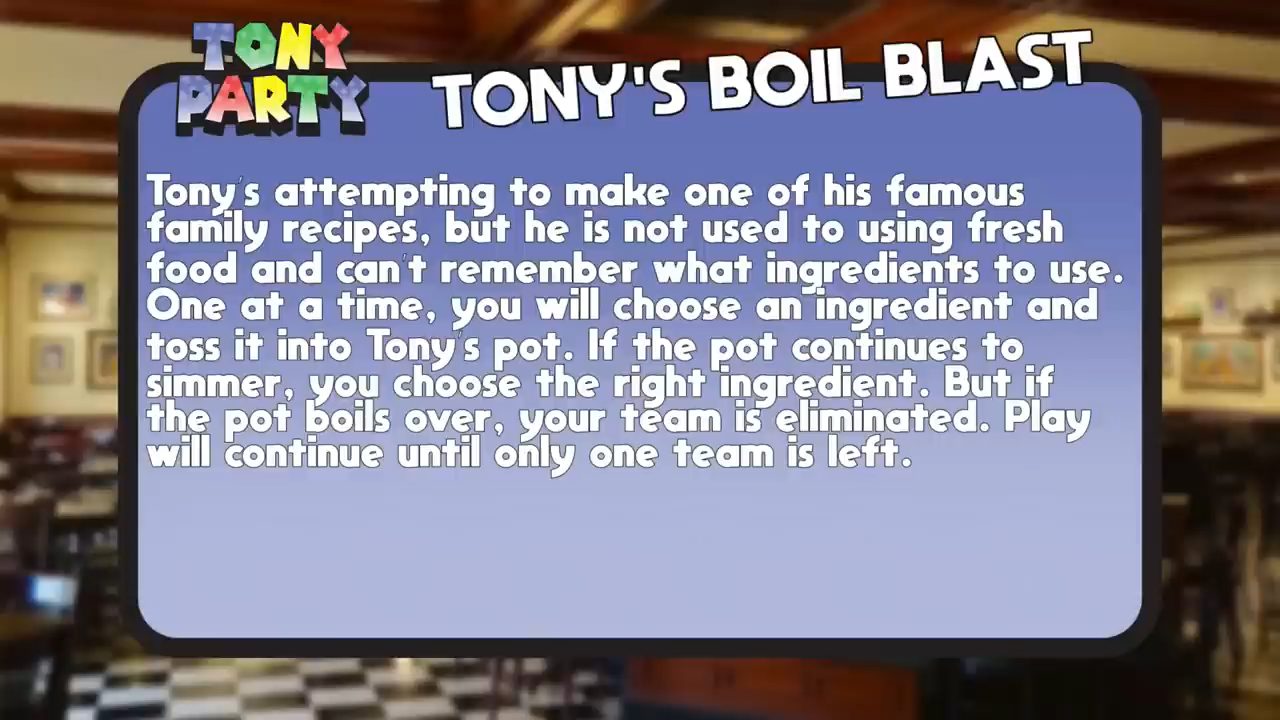 TONY
PARTY
TONY'S BOIL BLAST
Tony's attempting to make one of his famous
family recipes, but he is not used to using fresh
food and can't remember what ingredients to use.
One at a time, you will choose an ingredient and
toss it into Tony's pot. If the pot continues to
simmer, you choose the right ingredient. But if
the pot boils over, your team is eliminated. Play
will continue until only one team is left.